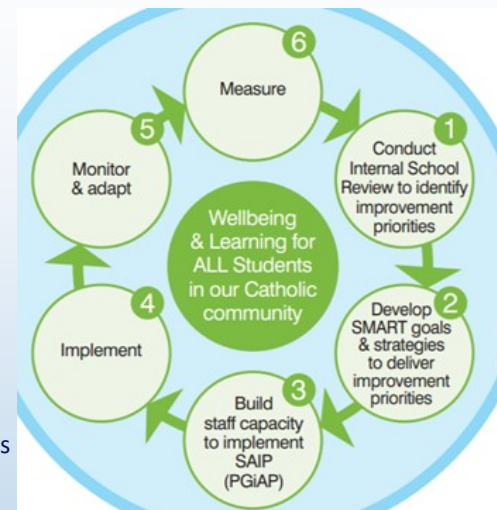 6
Measure
1
Conduct
Internal School
Review to identify
improvement
priorities
2
Develop
SMART goals
& strategies
to deliver
improvement
priorities
3
Build
staff capacity
to implement
SAIP
(PGiAP)
4
Implement
5
Monitor
& adapt
Wellbeing
& Learning for
ALL Students
in our Catholic
community
s